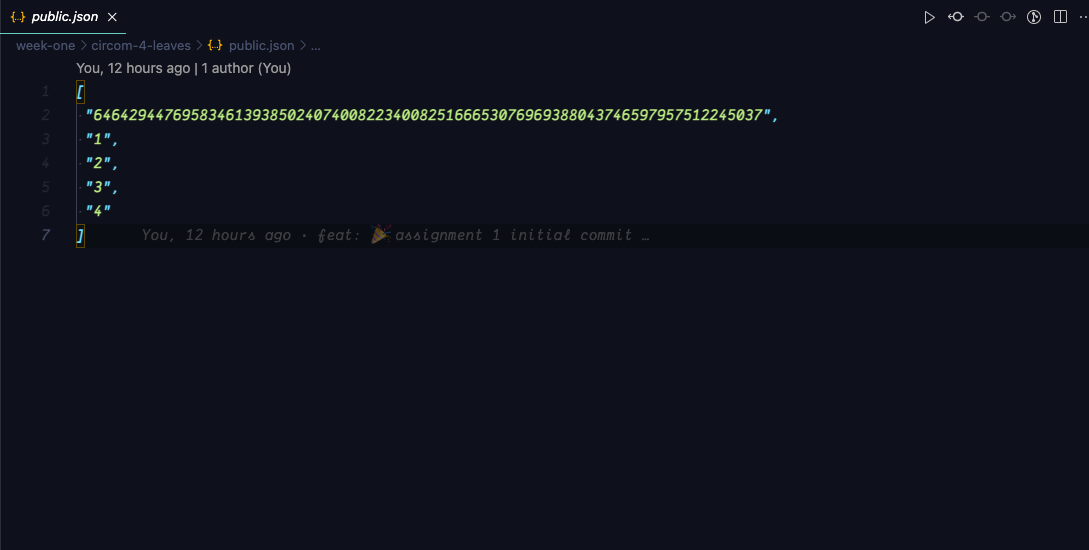 {..} public.json ×
week-one > circom-4-leaves > {..} public.json > ...
You, 12 hours ago | 1 author (You)
1 [
2 "6464294476958346139385024074008223400825166653076969388043746597957512245037",
3 "1",
4 "2",
5 "3",
6 "4"
7 ] You, 12 hours ago • feat: 🎉 assignment 1 initial commit …